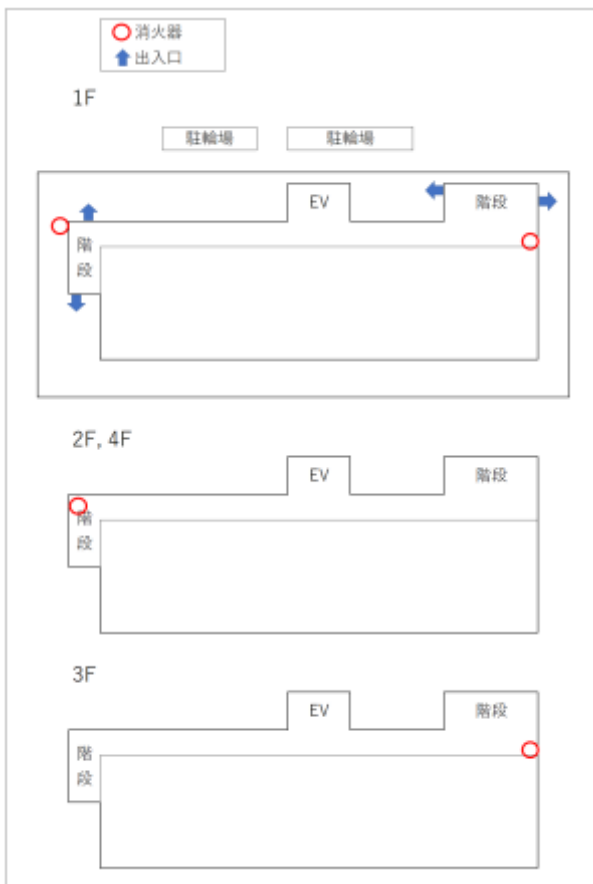 消火器
出入口
1F
駐輪場 駐輪場
EV 階段
階段
2F, 4F
EV 階段
階段
3F
EV 階段
階段